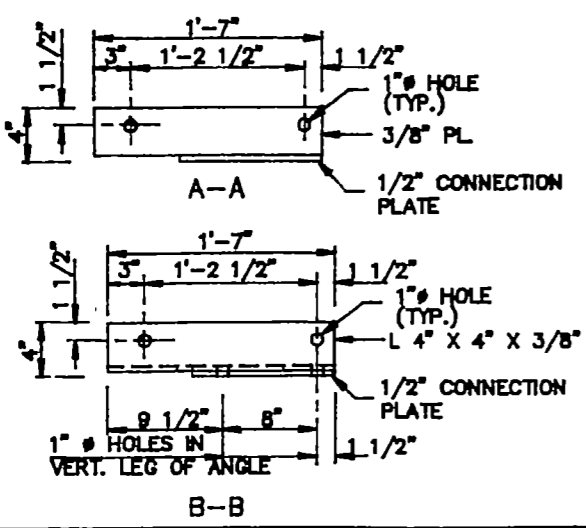 1'-7"
3" 1'-2 1/2" 1 1/2"
1 1/2"
4"
1"ø HOLE
(TYP.)
3/8" PL
1/2" CONNECTION
PLATE
A-A
1'-7"
3" 1'-2 1/2" 1 1/2"
1 1/2"
4"
1"ø HOLE
(TYP.)
L 4" X 4" X 3/8"
1/2" CONNECTION
PLATE
9 1/2" 8"
1 1/2"
1" ø HOLES IN
VERT. LEG OF ANGLE
B-B